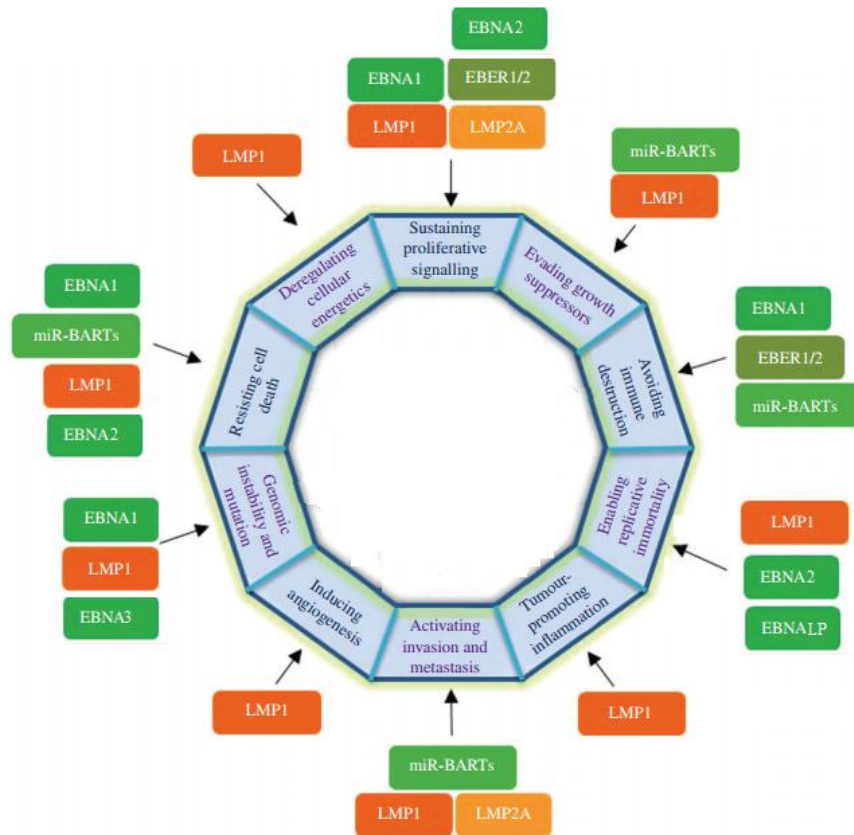 EBNA2
EBNA1
EBER1/2
LMP1
LMP2A
LMP1
miR-BARTs
LMP1
Sustaining
proliferative
signalling
Evading growth
suppressors
Deregulating
cellular
energetics
EBNA1
miR-BARTs
LMP1
EBNA2
Resisting cell
death
Avoiding
immune
destruction
EBNA1
EBER1/2
miR-BARTs
EBNA1
LMP1
EBNA3
Genomic
instability and
mutation
Enabling
replicative
immortality
LMP1
EBNA2
EBNALP
Inducing
angiogenesis
Activating
invasion and
metastasis
Tumour-
promoting
inflammation
LMP1
LMP1
miR-BARTs
LMP1
LMP2A